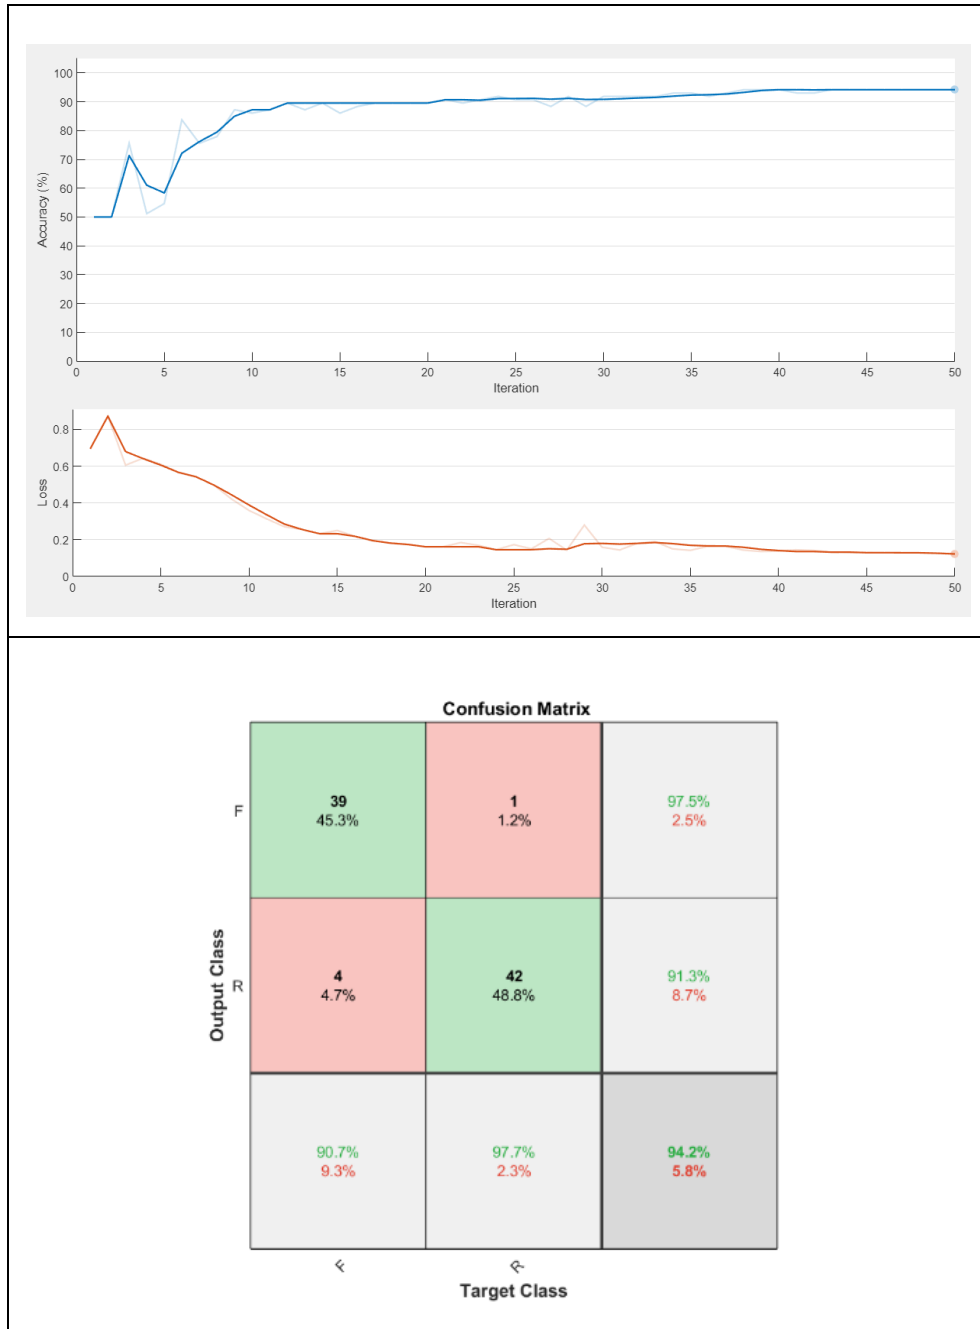 100
90
80
70
60
50
40
30
20
10
0
Accuracy (%)
0 5 10 15 20 25 30 35 40 45 50
Iteration
0.8
0.6
0.4
0.2
0
Loss
0 5 10 15 20 25 30 35 40 45 50
Iteration
Confusion Matrix
Output Class
F
39 1 97.5%
45.3% 1.2% 2.5%
R
4 42 91.3%
4.7% 48.8% 8.7%
90.7% 97.7% 94.2%
9.3% 2.3% 5.8%
F R
Target Class